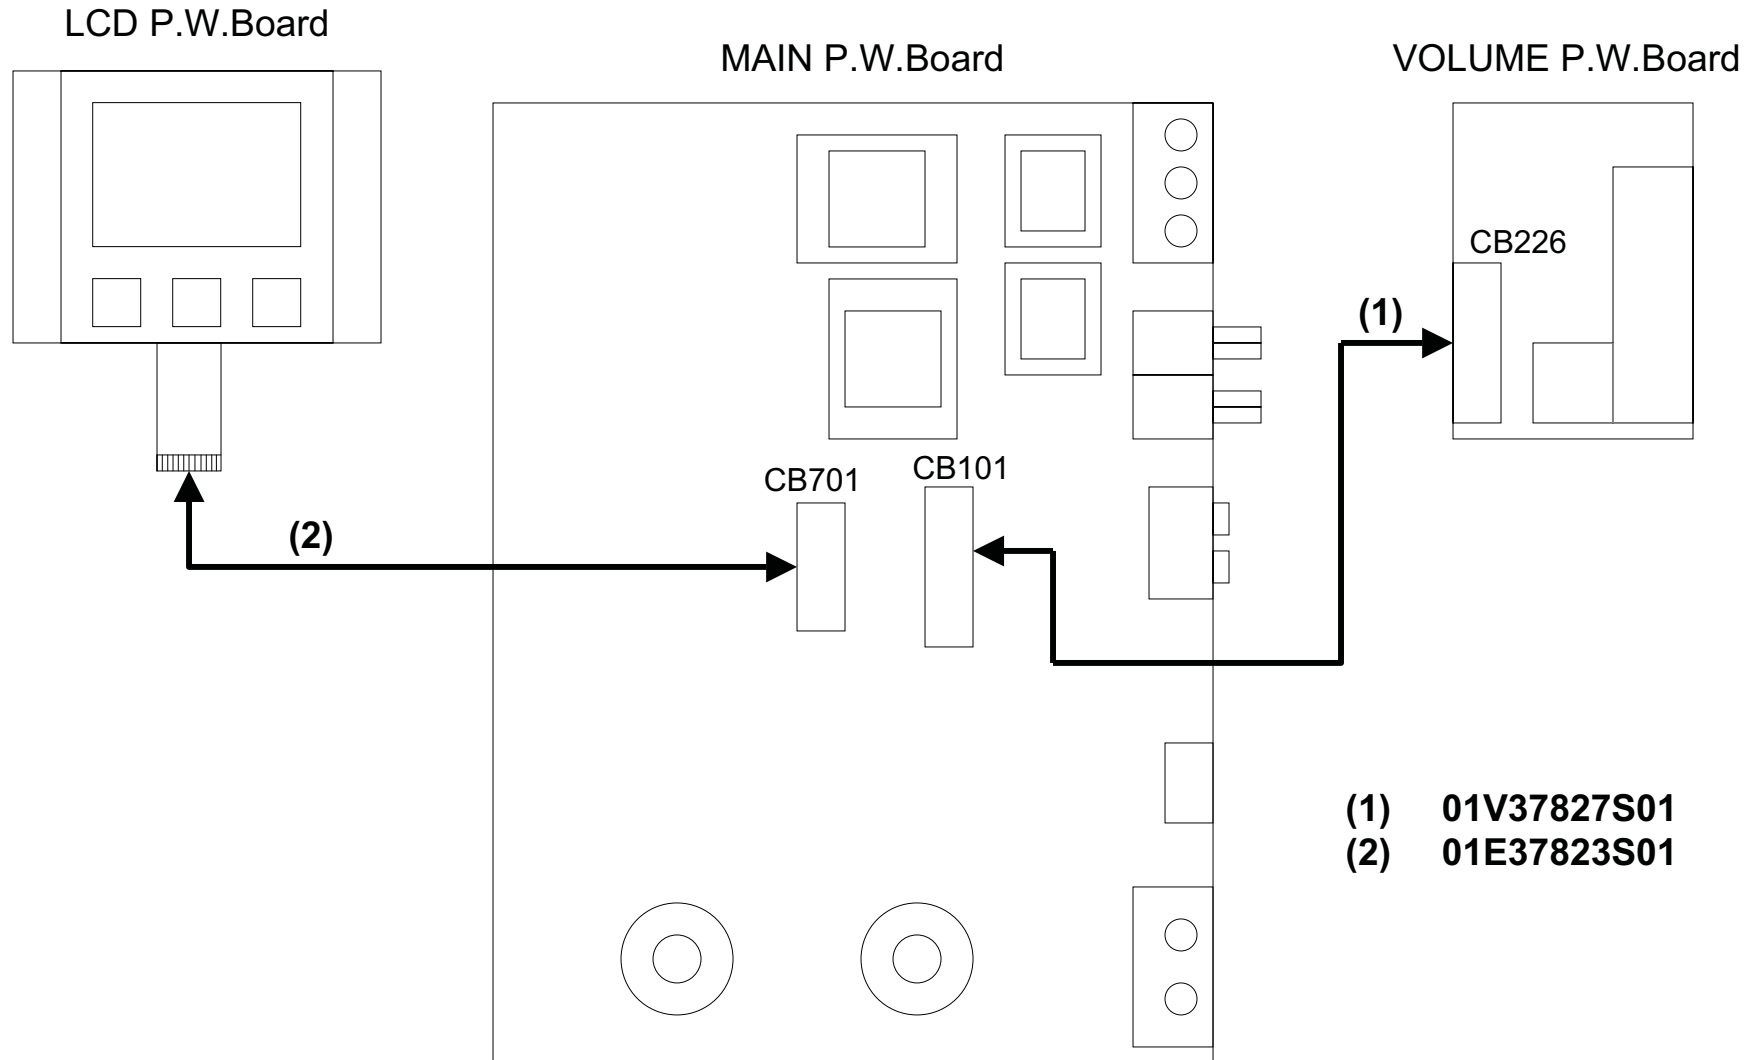 LCD P.W.Board
MAIN P.W.Board
VOLUME P.W.Board
CB226
(1)
CB701
CB101
(2)
(1) 01V37827S01
(2) 01E37823S01